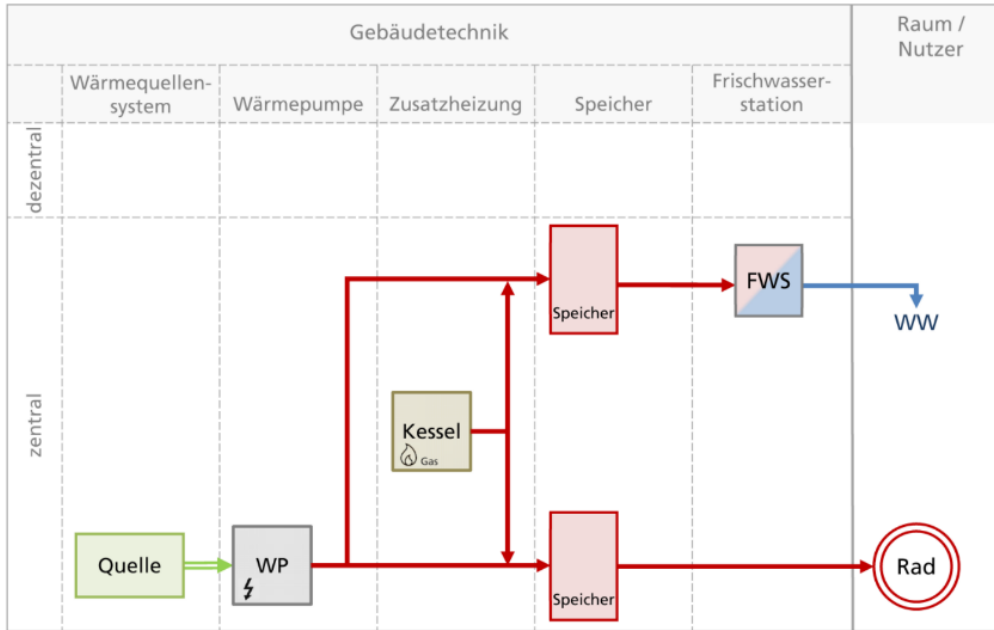 Gebäudetechnik
Raum /
Nutzer
Wärmequellen-
system
Wärmepumpe
Zusatzheizung
Speicher
Frischwasser-
station
dezentral
zentral
Speicher
FWS
WW
Kessel
Gas
Quelle
WP
Speicher
Rad